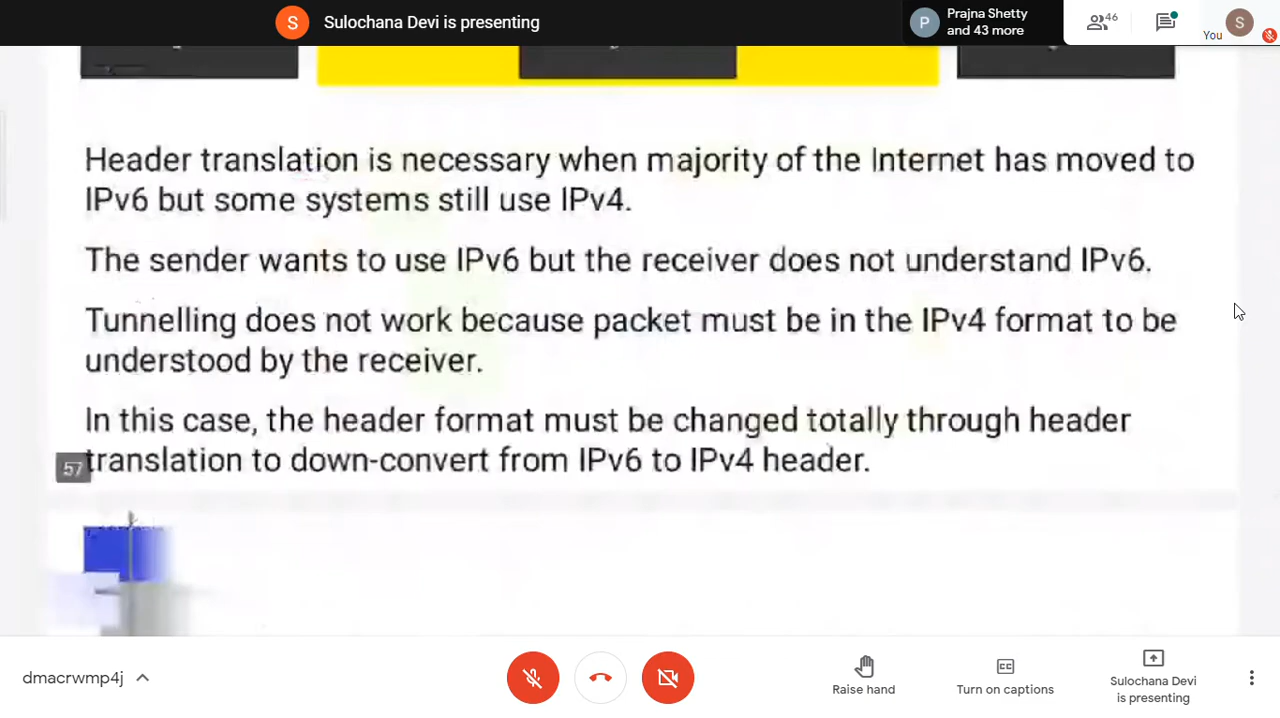 S
Sulochana Devi is presenting
P
Prajna Shetty
and 43 more
46
You
S
Header translation is necessary when majority of the Internet has moved to
IPv6 but some systems still use IPv4.
The sender wants to use IPv6 but the receiver does not understand IPv6.
Tunnelling does not work because packet must be in the IPv4 format to be
understood by the receiver.
In this case, the header format must be changed totally through header
57
translation to down-convert from IPv6 to IPv4 header.
dmacrwmp4j
Raise hand
CC
Turn on captions
Sulochana Devi
is presenting